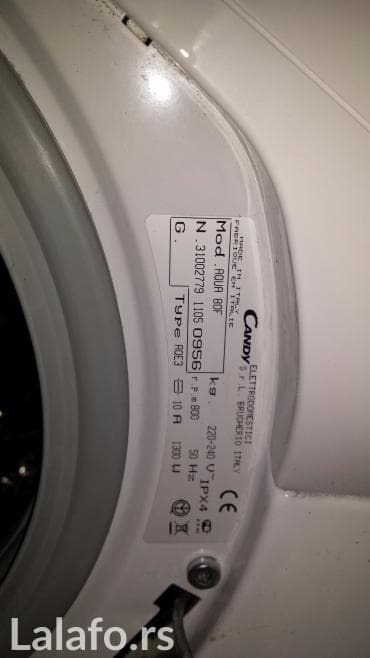 CANDY
ELETTRODOMESTICI
S.r.L. BRUGHERIO ITALY
MADE IN ITALY
FABRIQUE EN ITALIE
Mod. AQUA 80F
N. 31002779 1105 0956
G.
Type AOE3
kg.
r.p.m 800
220-240 V~
50 Hz
10 A
1300 W
IPX4
CE
Lalafo.rs